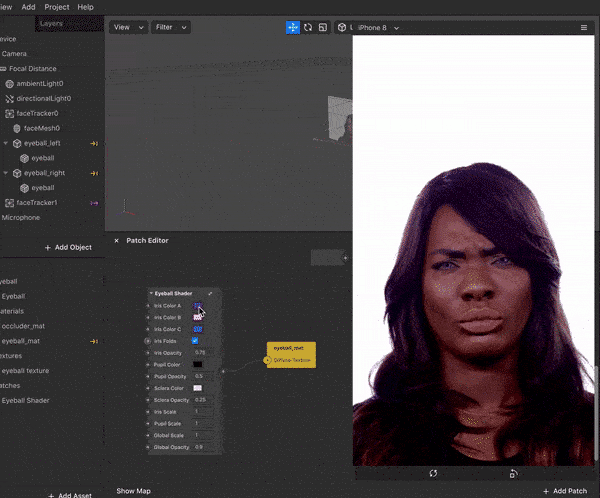 iew Add Project Help
Layers
evice
Camera
Focal Distance
ambientLight0
directionalLight0
faceTracker0
faceMesh0
eyeball_left
eyeball
eyeball_right
eyeball
faceTracker1
Microphone
+ Add Object
yeball
Eyeball
aterials
occluder_mat
eyeball_mat
extures
eyeball texture
atches
Eyeball Shader
+ Add Asset
View
Filter
L
iPhone 8
Patch Editor
Eyeball Shader
Iris Color A
Iris Color B
Iris Color C
Iris Folds
Iris Opacity 0.75
Pupil Color
Pupil Opacity 0.5
Sclera Color
Sclera Opacity 0.25
Iris Scale 1
Pupil Scale 1
Global Scale 1
Global Opacity 0.9
eyeball_mat
Diffuse Texture
Show Map
+ Add Patch